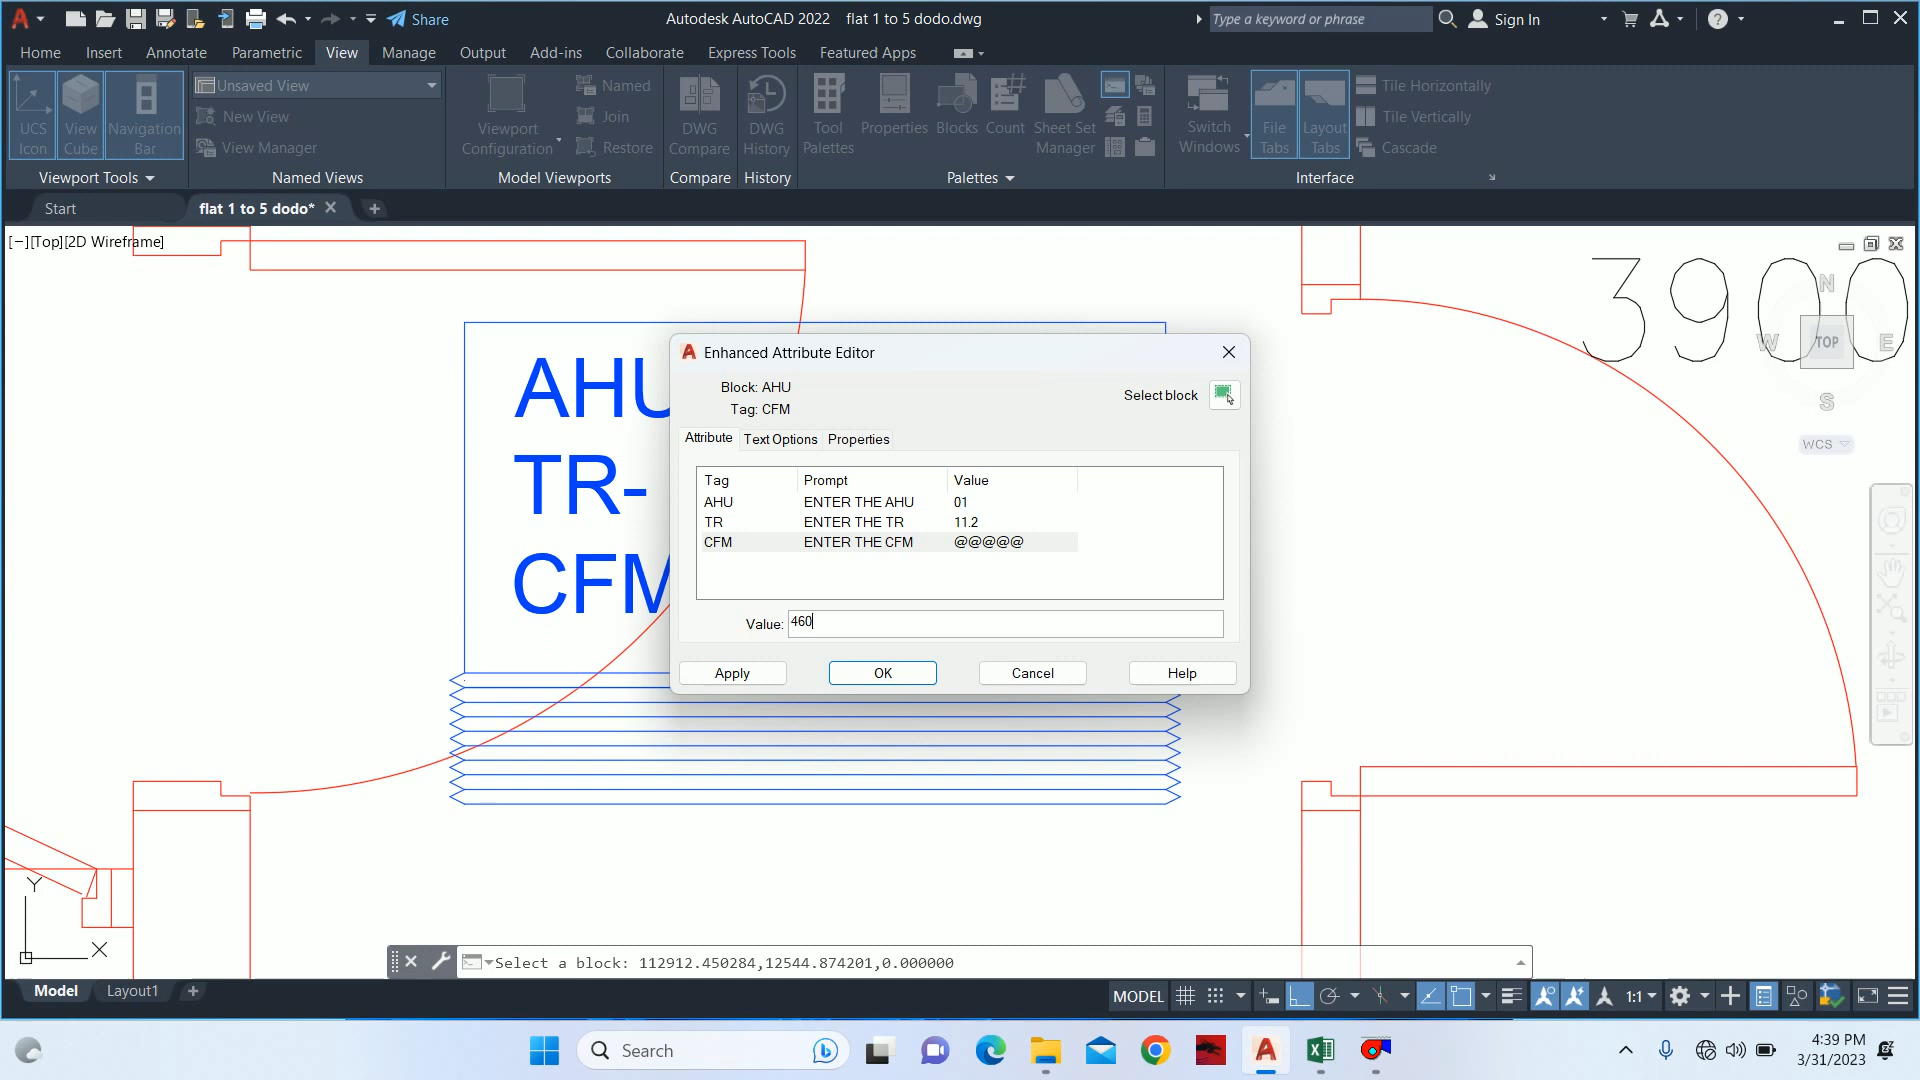 Share
Autodesk AutoCAD 2022 flat 1 to 5 dodo.dwg
Type a keyword or phrase
Sign In
Home Insert Annotate Parametric View Manage Output Add-ins Collaborate Express Tools Featured Apps
UCS Icon
View Cube
Navigation Bar
Viewport Tools
Unsaved View
New View
View Manager
Named Views
Viewport Configuration
Named
Join
Restore
Model Viewports
DWG Compare
Compare
DWG History
History
Tool Palettes
Properties
Blocks
Count
Sheet Set Manager
Palettes
Switch Windows
File Tabs
Layout Tabs
Tile Horizontally
Tile Vertically
Cascade
Interface
Start
flat 1 to 5 dodo*
[−][Top][2D Wireframe]
3900
N
W TOP E
S
WCS
AHU
TR-
CFM
Enhanced Attribute Editor
Block: AHU
Tag: CFM
Select block
Attribute Text Options Properties
Tag Prompt Value
AHU ENTER THE AHU 01
TR ENTER THE TR 11.2
CFM ENTER THE CFM @@@@@
Value: 460
Apply OK Cancel Help
Y
X
Select a block: 112912.450284,12544.874201,0.000000
Model Layout1
MODEL
1:1
Search
4:39 PM
3/31/2023